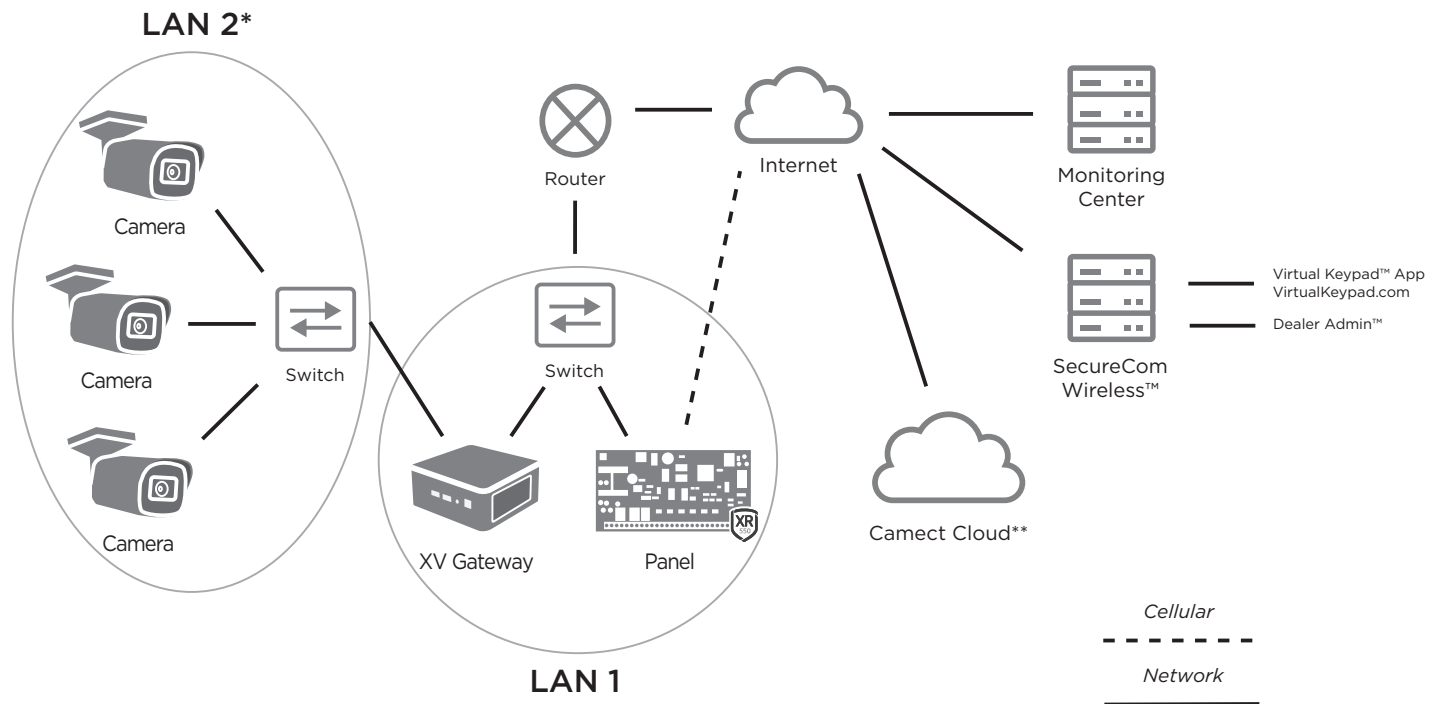 LAN 2*
Camera
Camera
Camera
Switch
Router
Internet
Monitoring
Center
Virtual Keypad™ App
VirtualKeypad.com
Dealer Admin™
SecureCom
Wireless™
Switch
XV Gateway
XR
550
Panel
Camect Cloud**
LAN 1
Cellular
Network